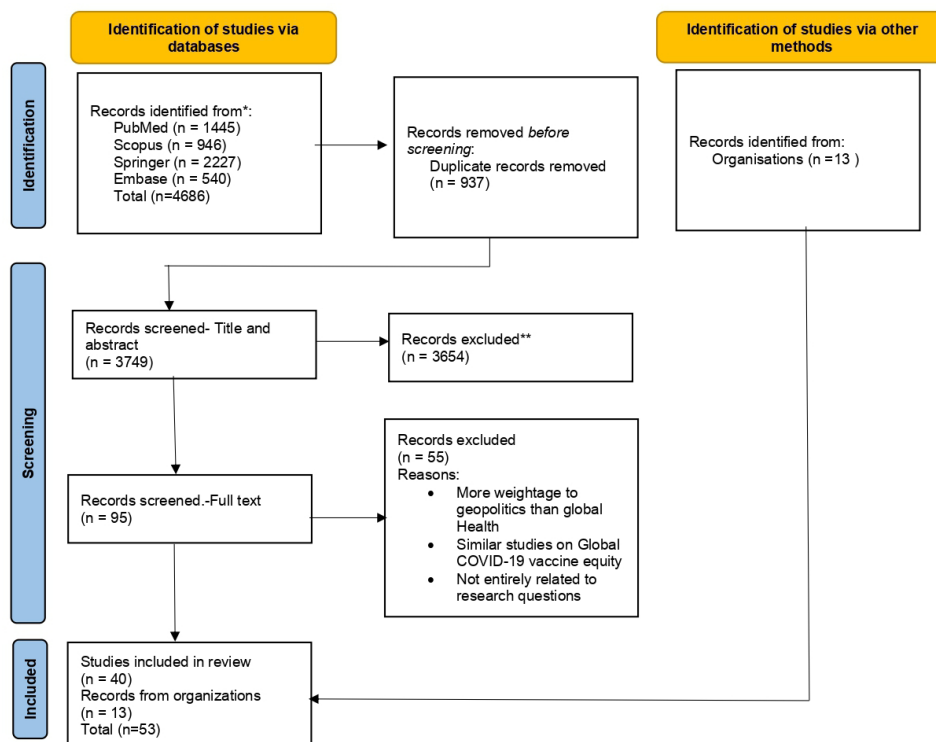 Identification of studies via
databases
Identification of studies via other
methods
Identification
Records identified from*:
PubMed (n = 1445)
Scopus (n = 946)
Springer (n = 2227)
Embase (n = 540)
Total (n=4686)
Records removed before
screening:
Duplicate records removed
(n = 937)
Records identified from:
Organisations (n =13 )
Screening
Records screened- Title and
abstract
(n = 3749)
Records excluded**
(n = 3654)
Records screened.-Full text
(n = 95)
Records excluded
(n = 55)
Reasons:
• More weightage to
geopolitics than global
Health
• Similar studies on Global
COVID-19 vaccine equity
• Not entirely related to
research questions
Included
Studies included in review
(n = 40)
Records from organizations
(n = 13)
Total (n=53)